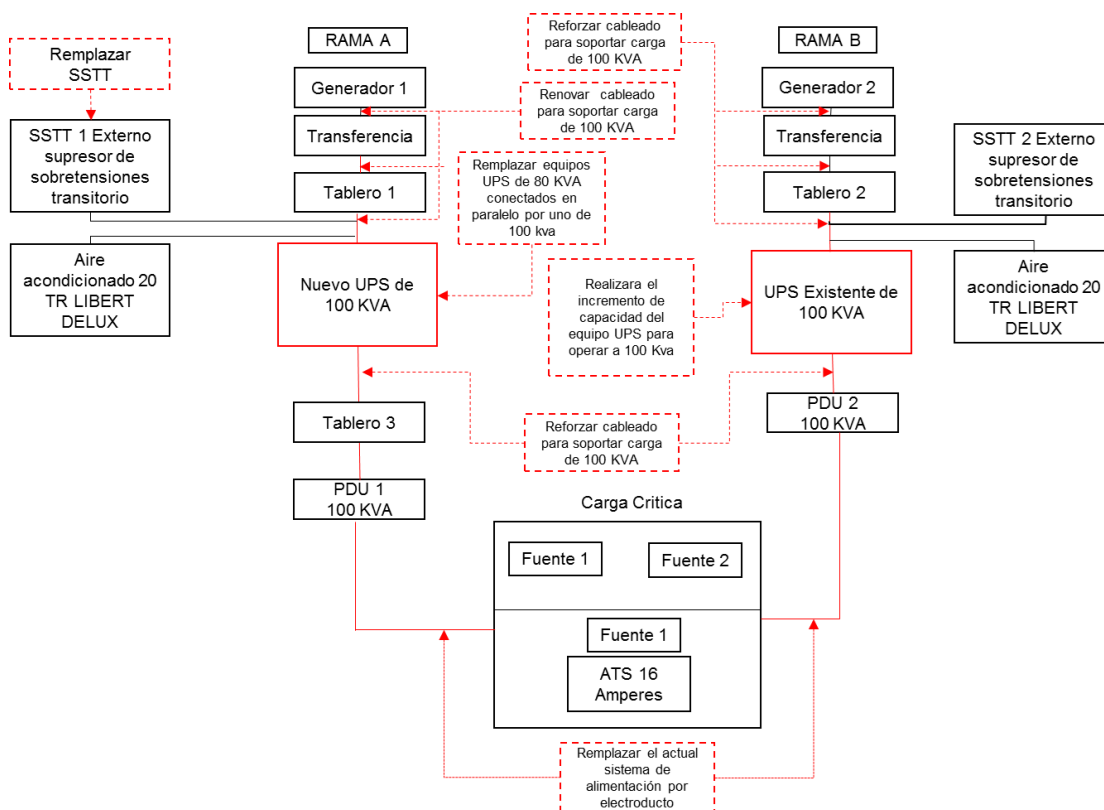 Remplazar
SSTT
RAMA A
Reforzar cableado
para soportar carga
de 100 KVA
RAMA B
Generador 1
Renovar cableado
para soportar carga
de 100 KVA
Generador 2
SSTT 1 Externo
supresor de
sobretensiones
transitorio
Transferencia
Transferencia
SSTT 2 Externo
supresor de
sobretensiones
transitorio
Tablero 1
Remplazar equipos
UPS de 80 KVA
conectados en
paralelo por uno de
100 kva
Tablero 2
Aire
acondicionado 20
TR LIBERT
DELUX
Nuevo UPS de
100 KVA
Realizara el
incremento de
capacidad del
equipo UPS para
operar a 100 Kva
UPS Existente de
100 KVA
Aire
acondicionado 20
TR LIBERT
DELUX
Tablero 3
Reforzar cableado
para soportar carga
de 100 KVA
PDU 2
100 KVA
PDU 1
100 KVA
Carga Critica
Fuente 1
Fuente 2
Fuente 1
ATS 16
Amperes
Remplazar el actual
sistema de
alimentación por
electroducto